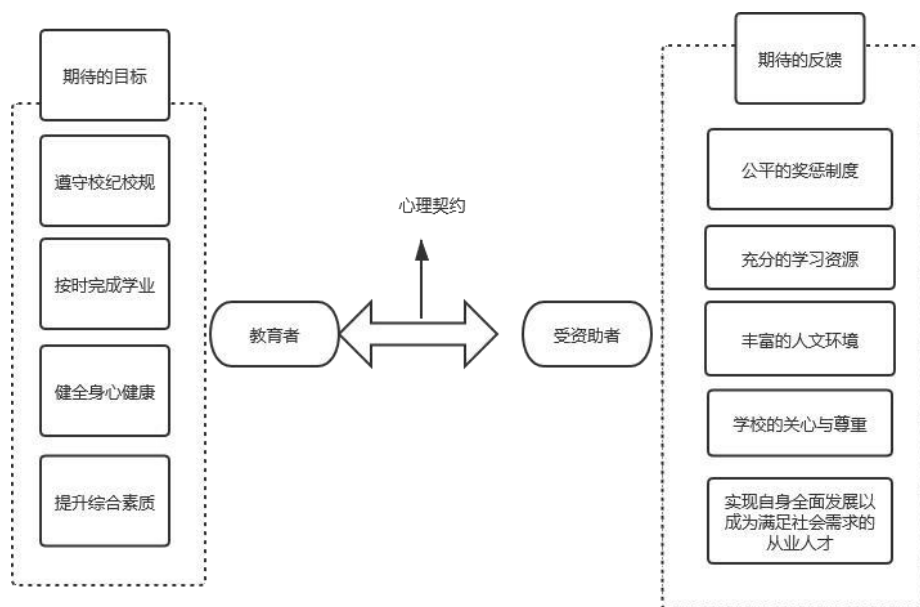 期待的目标
遵守校纪校规
按时完成学业
健全身心健康
提升综合素质
教育者
心理契约
受资助者
期待的反馈
公平的奖惩制度
充分的学习资源
丰富的人文环境
学校的关心与尊重
实现自身全面发展以
成为满足社会需求的
从业人才